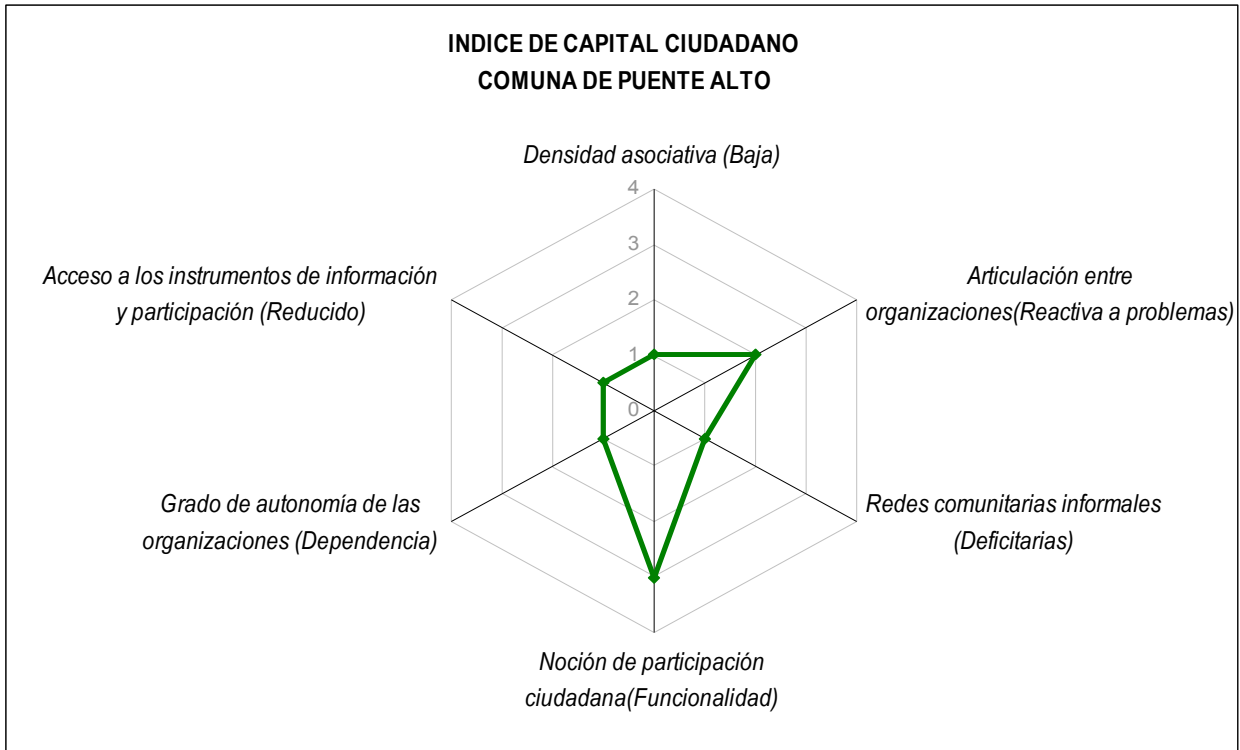 INDICE DE CAPITAL CIUDADANO
COMUNA DE PUENTE ALTO
Densidad asociativa (Baja)
4
3
2
1
0
Articulación entre
organizaciones(Reactiva a problemas)
Redes comunitarias informales
(Deficitarias)
Noción de participación
ciudadana(Funcionalidad)
Grado de autonomía de las
organizaciones (Dependencia)
Acceso a los instrumentos de información
y participación (Reducido)